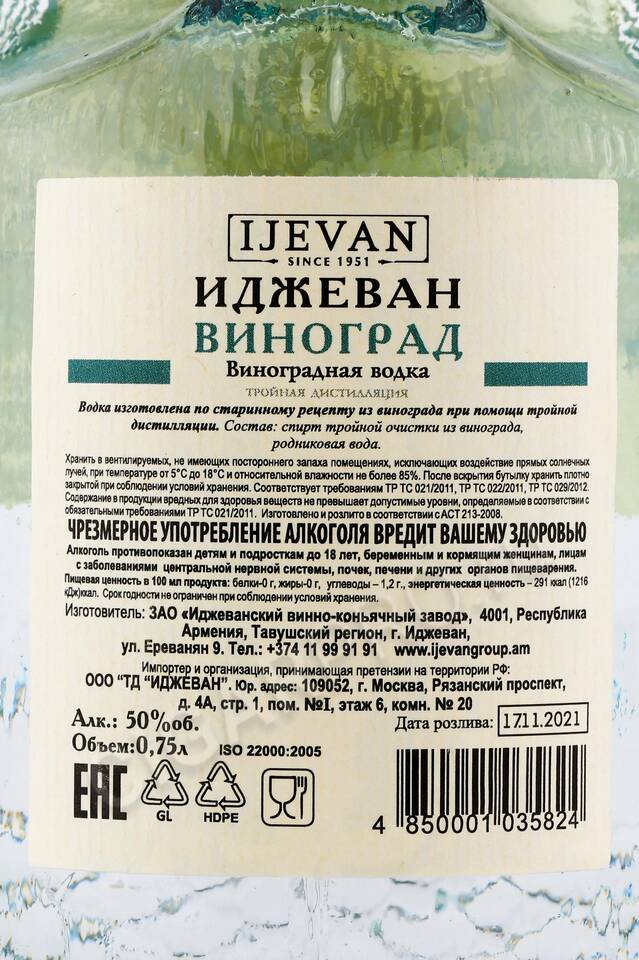 IJEVAN
SINCE 1951
ИДЖЕВАН
ВИНОГРАД
Виноградная водка
ТРОЙНАЯ ДИСТИЛЛЯЦИЯ
Водка изготовлена по старинному рецепту из винограда при помощи тройной
дистилляции. Состав: спирт тройной очистки из винограда,
родниковая вода.
Хранить в вентилируемых, не имеющих постороннего запаха помещениях, исключающих воздействие прямых солнечных
лучей, при температуре от 5°С до 18°С и относительной влажности не более 85%. После вскрытия бутылку хранить плотно
закрытой при соблюдении условий хранения. Соответствует требованиям ТР ТС 021/2011, ТР ТС 022/2011, ТР ТС 029/2012.
Содержание в продукции вредных для здоровья веществ не превышает допустимые уровни, определяемые в соответствии с
обязательными требованиями ТР ТС 021/2011. Изготовлено и розлито в соответствии с АСТ 213-2008.
ЧРЕЗМЕРНОЕ УПОТРЕБЛЕНИЕ АЛКОГОЛЯ ВРЕДИТ ВАШЕМУ ЗДОРОВЬЮ
Алкоголь противопоказан детям и подросткам до 18 лет, беременным и кормящим женщинам, лицам
с заболеваниями центральной нервной системы, почек, печени и других органов пищеварения.
Пищевая ценность в 100 мл продукта: белки-0 г, жиры-0 г, углеводы – 1,2 г., энергетическая ценность – 291 ккал (1216
кДж)ккал. Срок годности не ограничен при соблюдении условий хранения.
Изготовитель: ЗАО «Иджеванский винно-коньячный завод», 4001, Республика
Армения, Тавушский регион, г. Иджеван,
ул. Ереванян 9. Тел.: +374 11 99 91 91 www.ijevangroup.am
Импортер и организация, принимающая претензии на территории РФ:
ООО "ТД "ИДЖЕВАН". Юр. адрес: 109052, г. Москва, Рязанский проспект,
д. 4А, стр. 1, пом. №I, этаж 6, комн. № 20
Алк.: 50%об.
Дата розлива: 17.11.2021
Объем:0,75л
ISO 22000:2005
EAC
GL
HDPE
4 850001 035824